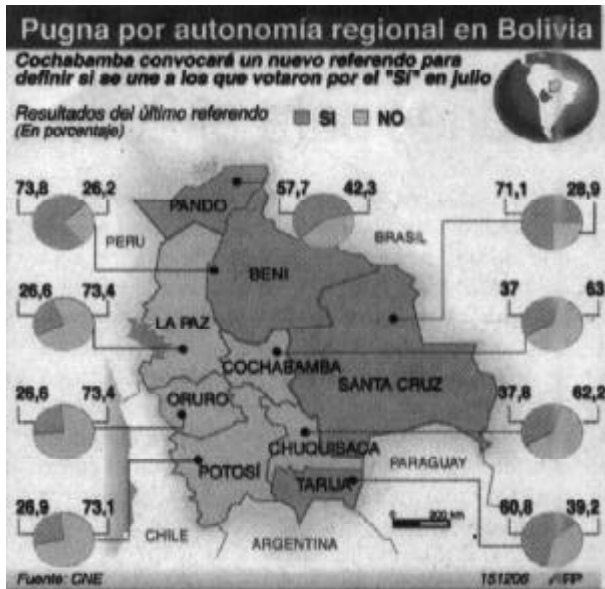 Pugna por autonomía regional en Bolivia
Cochabamba convocará un nuevo referendo para
definir si se une a los que votaron por el "Sí" en julio
Resultados del último referendo
(En porcentaje)
SI NO
73,8 26,2
57,7 42,3
71,1 28,9
PANDO
PERU
BRASIL
BENI
26,6 73,4
37 63
LA PAZ
COCHABAMBA
SANTA CRUZ
26,6 73,4
ORURO
37,8 62,2
CHUQUISACA
POTOSÍ
PARAGUAY
TARIJA
26,9 73,1
0 200 km
60,8 39,2
CHILE
ARGENTINA
Fuente: CNE
151206 AFP